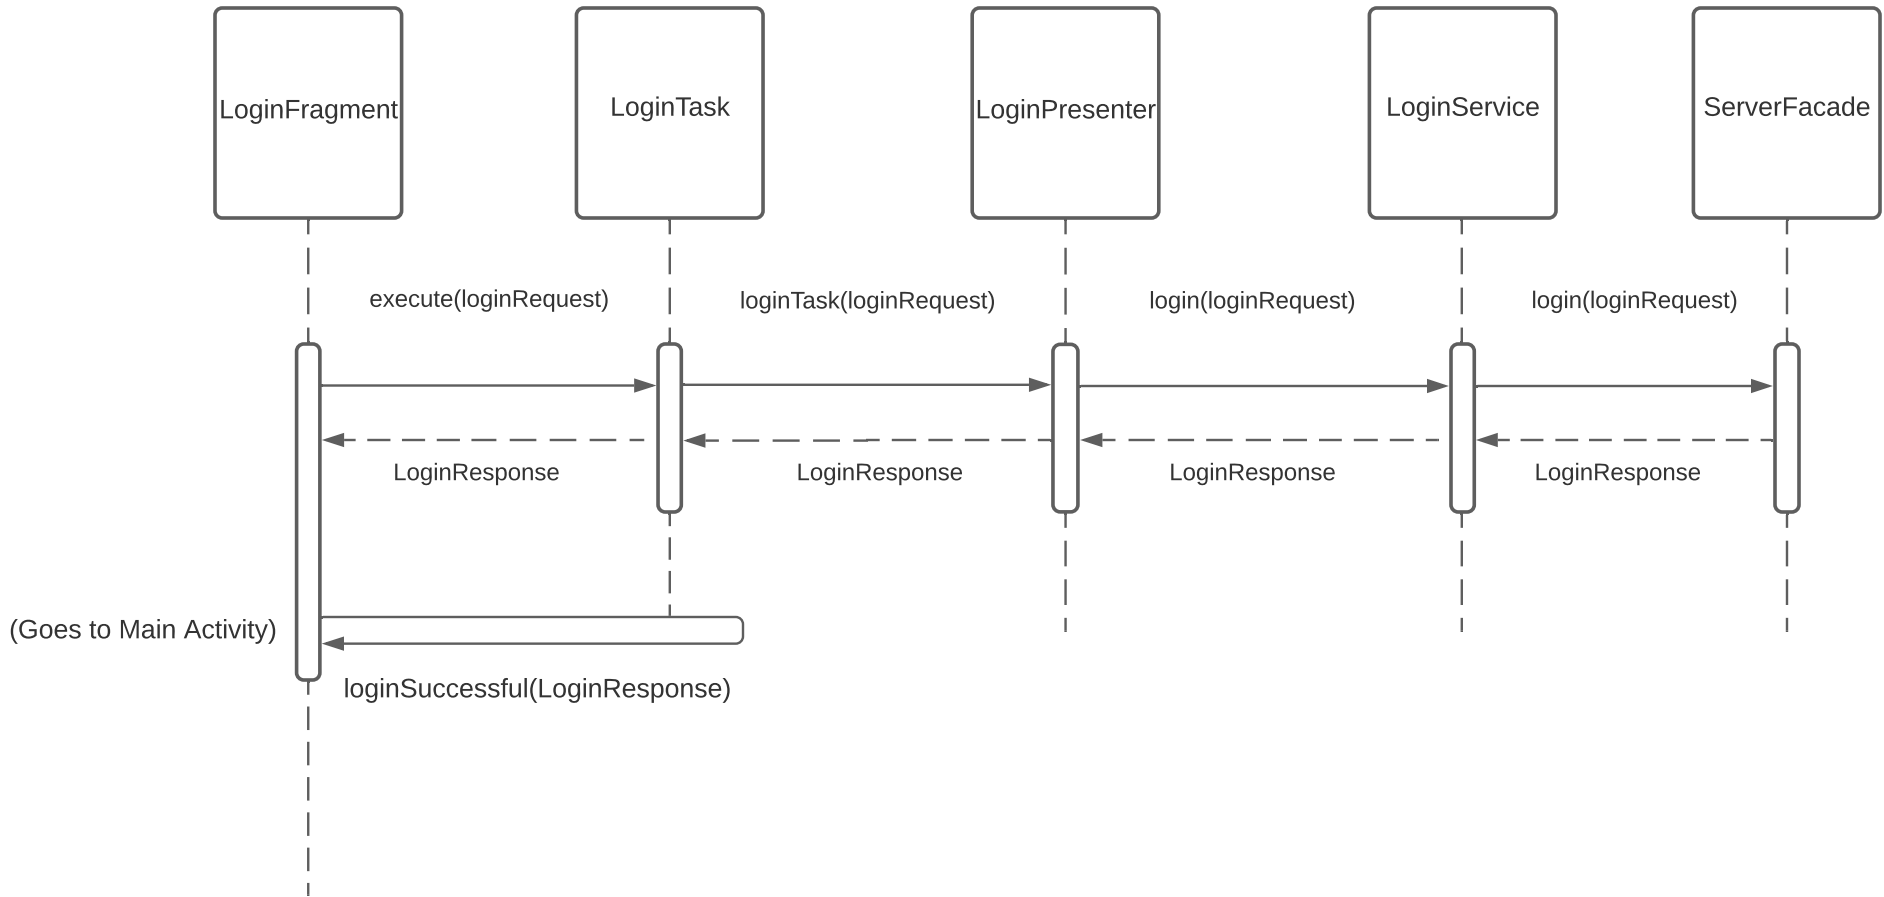 LoginFragment
LoginTask
LoginPresenter
LoginService
ServerFacade
execute(loginRequest)
loginTask(loginRequest)
login(loginRequest)
login(loginRequest)
LoginResponse
LoginResponse
LoginResponse
LoginResponse
(Goes to Main Activity)
loginSuccessful(LoginResponse)